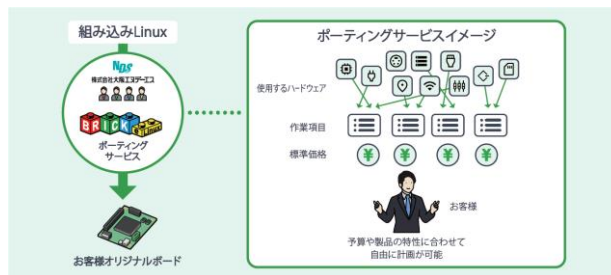 組み込みLinux
NDS
株式会社大阪エヌデーエス
BRICK
ポーティング
サービス
お客様オリジナルボード
ポーティングサービスイメージ
使用するハードウェア
作業項目
標準価格
¥ ¥ ¥ ¥
お客様
予算や製品の特性に合わせて
自由に計画が可能